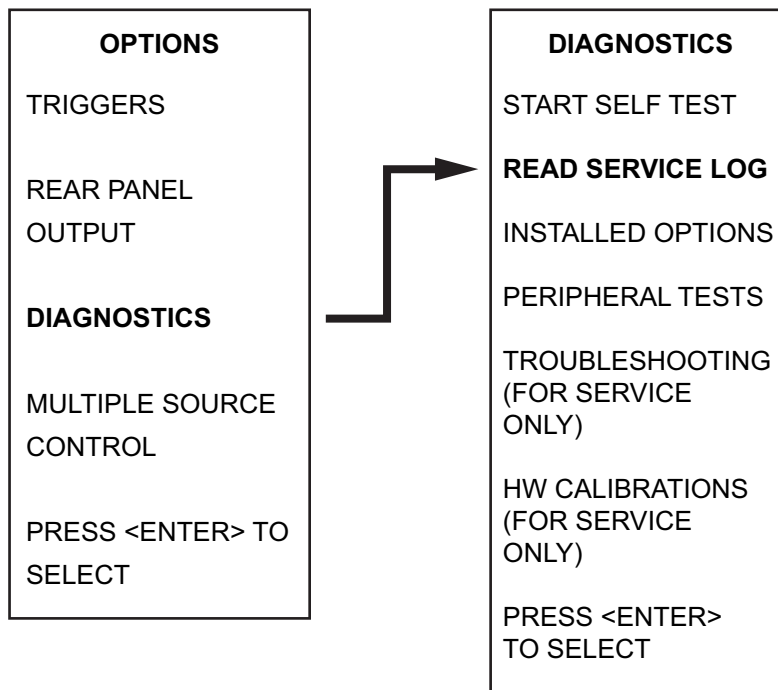 OPTIONS
TRIGGERS
REAR PANEL
OUTPUT
DIAGNOSTICS
MULTIPLE SOURCE
CONTROL
PRESS <ENTER> TO
SELECT
DIAGNOSTICS
START SELF TEST
READ SERVICE LOG
INSTALLED OPTIONS
PERIPHERAL TESTS
TROUBLESHOOTING
(FOR SERVICE
ONLY)
HW CALIBRATIONS
(FOR SERVICE
ONLY)
PRESS <ENTER>
TO SELECT